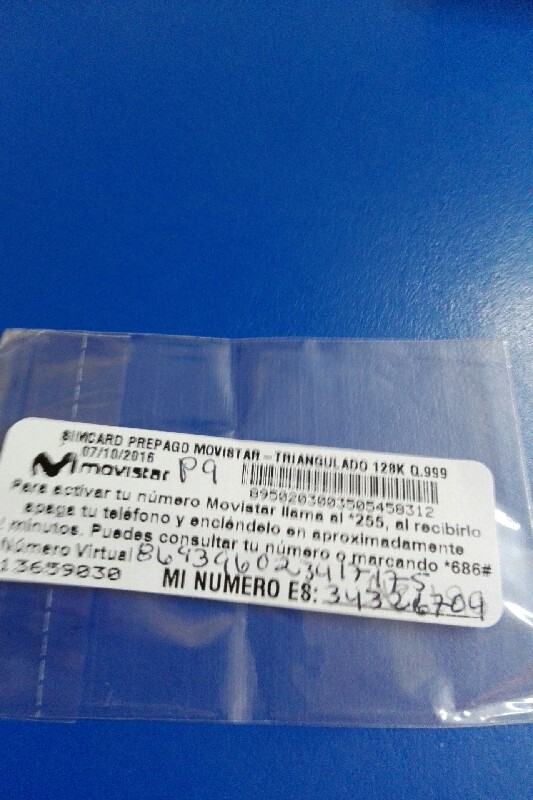 SIMCARD PREPAGO MOVISTAR - TRIANGULADO 128K Q.999
07/10/2016
movistar P9
8950203003505458312
Para activar tu número Movistar llama al *255, al recibirlo
apaga tu teléfono y enciéndelo en aproximadamente
2 minutos. Puedes consultar tu número o marcando *686#
Número Virtual
13659030 MI NUMERO ES: